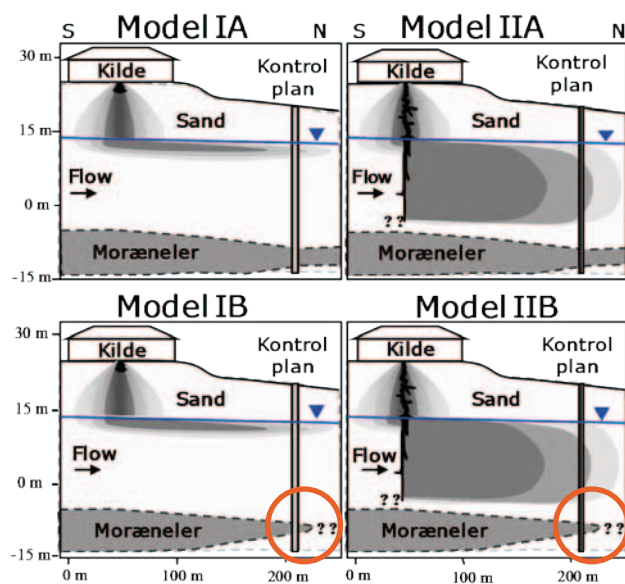 Model IA
S
N
30 m
15 m
0 m
-15 m
Kilde
Kontrol
plan
Sand
Flow
Moræneler
Model IIA
N
Kilde
Kontrol
plan
Sand
Flow
? ?
Moræneler
Model IB
30 m
15 m
0 m
-15 m
Kilde
Kontrol
plan
Sand
Flow
Moræneler
? ?
0 m
100 m
200 m
Model IIB
Kilde
Kontrol
plan
Sand
Flow
? ?
Moræneler
? ?
0 m
100 m
200 m